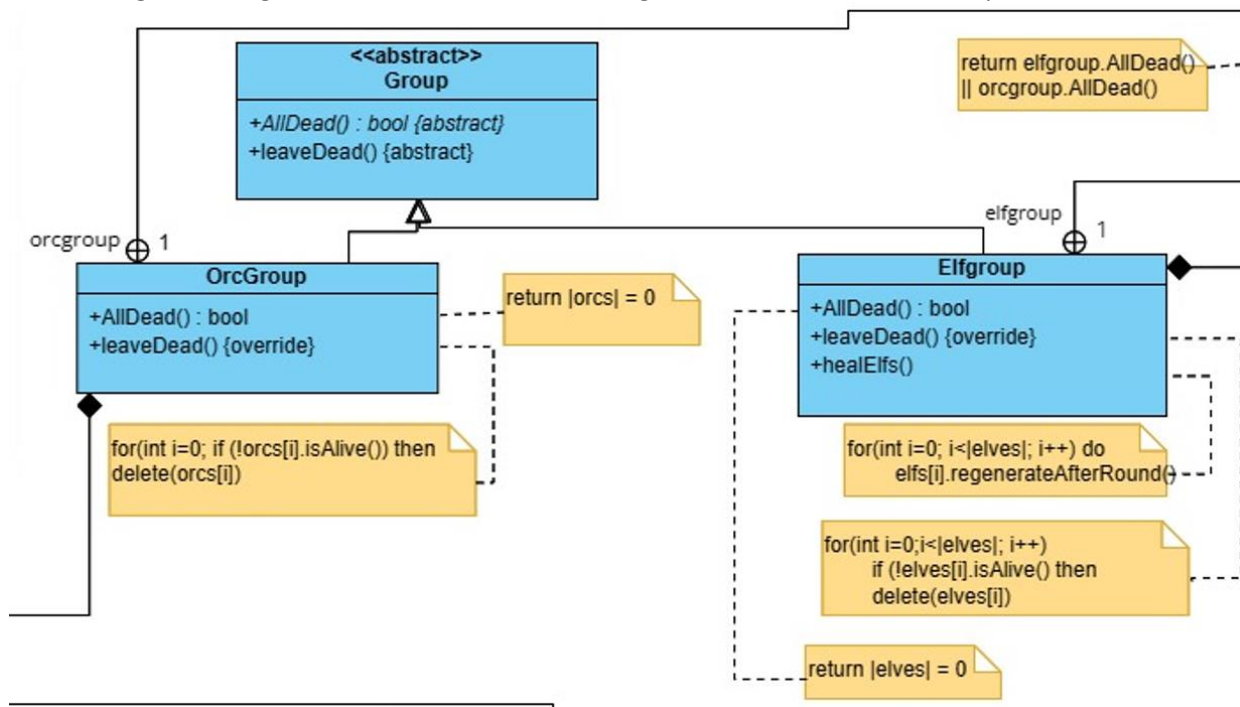 <<abstract>>
Group
+AllDead() : bool {abstract}
+leaveDead() {abstract}
return elfgroup.AllDead()
|| orcgroup.AllDead()
orcgroup 1
elfgroup 1
OrcGroup
+AllDead() : bool
+leaveDead() {override}
return |orcs| = 0
Elfgroup
+AllDead() : bool
+leaveDead() {override}
+healElfs()
for(int i=0; if (!orcs[i].isAlive()) then
delete(orcs[i])
for(int i=0; i<|elves|; i++) do
elfs[i].regenerateAfterRound()
for(int i=0;i<|elves|; i++)
if (!elves[i].isAlive() then
delete(elves[i])
return |elves| = 0